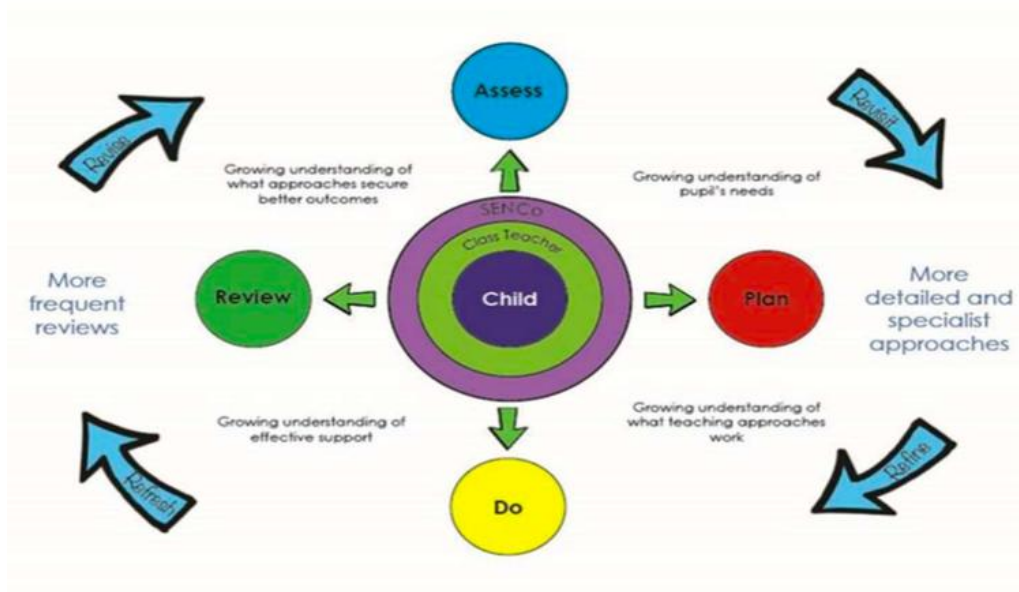 Assess
Revise
Revisit
Growing understanding of
what approaches secure
better outcomes
Growing understanding of
pupil's needs
SENCo
Class Teacher
Child
Review
Plan
More
frequent
reviews
More
detailed and
specialist
approaches
Growing understanding of
effective support
Growing understanding of
what teaching approaches
work
Refresh
Refine
Do